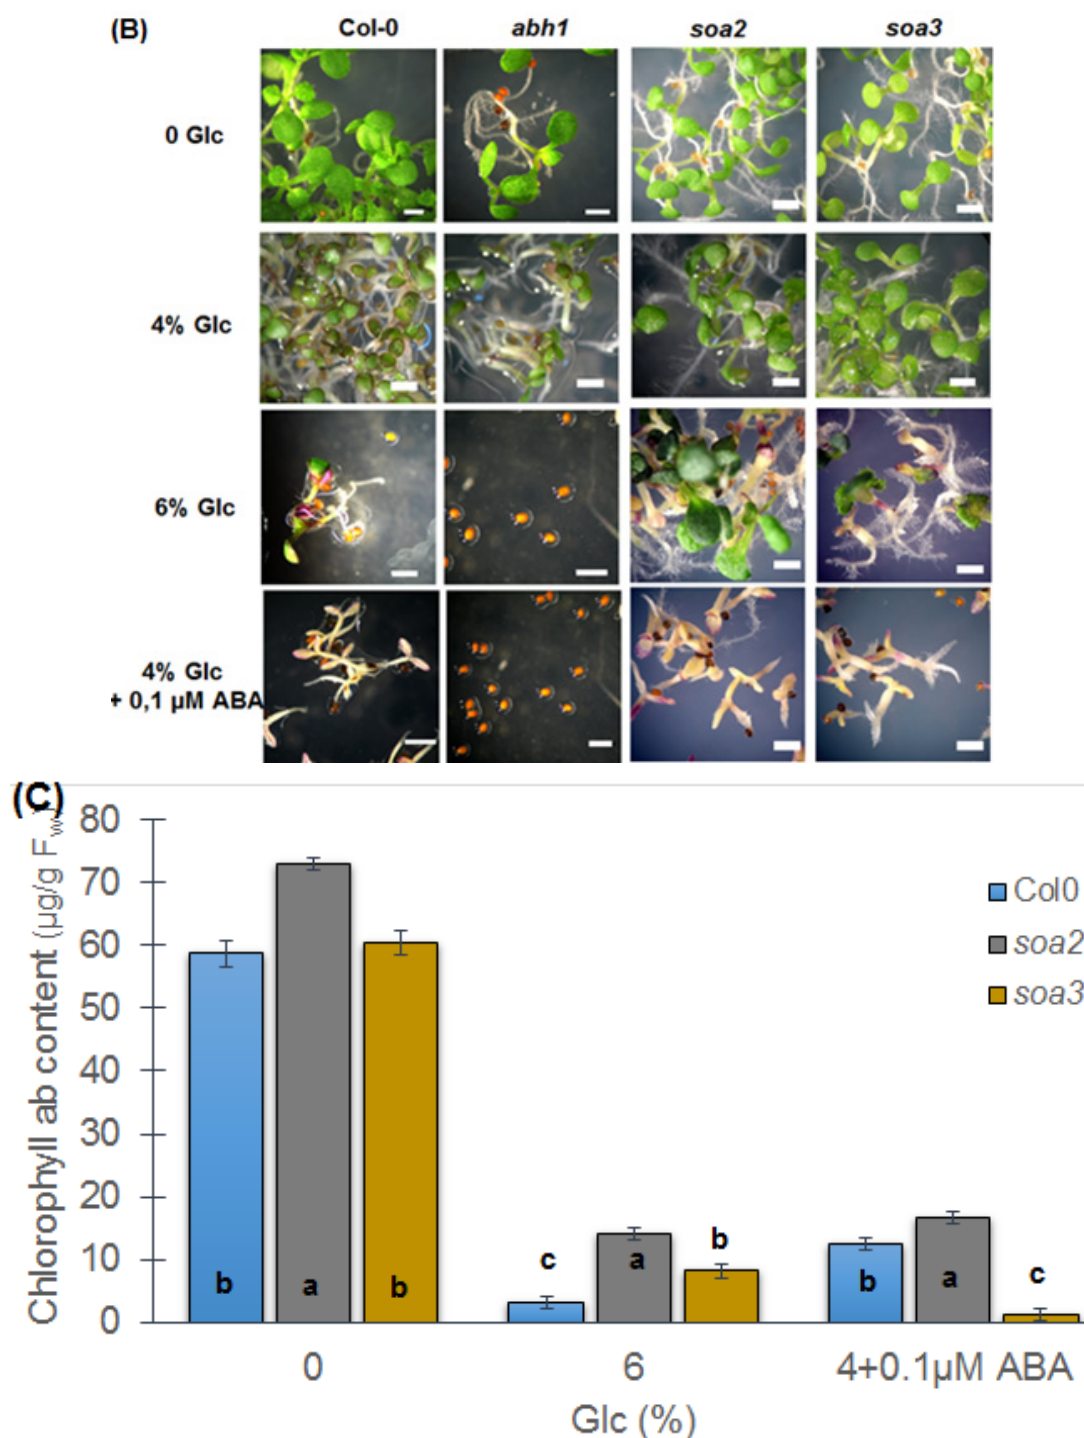 (B) Col-0 abh1 soa2 soa3
0 Glc
4% Glc
6% Glc
4% Glc
+ 0,1 µM ABA
(C)
Chlorophyll ab content (µg/g Fw)
80
70
60
50
40
30
20
10
0
Col0
soa2
soa3
b a b
c a b
b a c
0 6 4+0.1µM ABA
Glc (%)